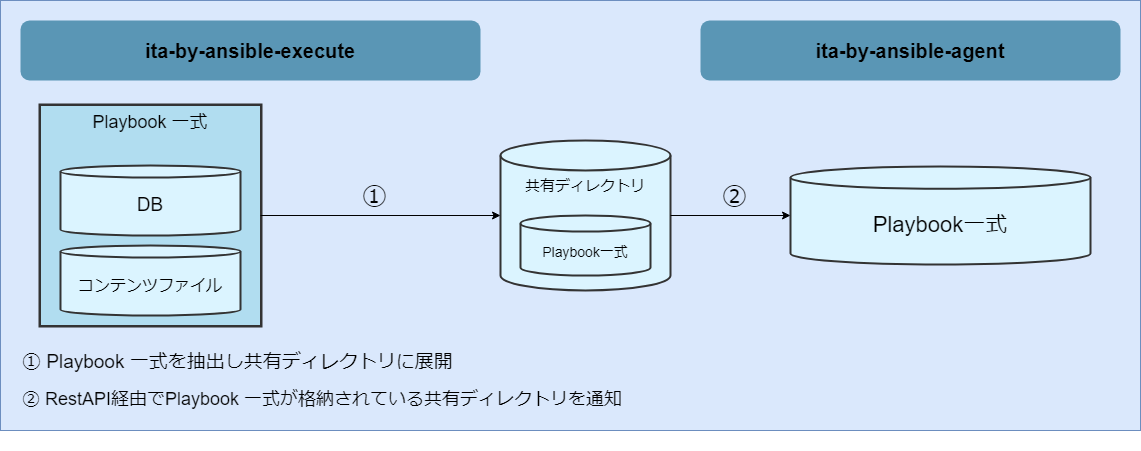 ita-by-ansible-execute
ita-by-ansible-agent
Playbook 一式
DB
コンテンツファイル
①
共有ディレクトリ
Playbook一式
②
Playbook一式
① Playbook 一式を抽出し共有ディレクトリに展開
② RestAPI経由でPlaybook 一式が格納されている共有ディレクトリを通知